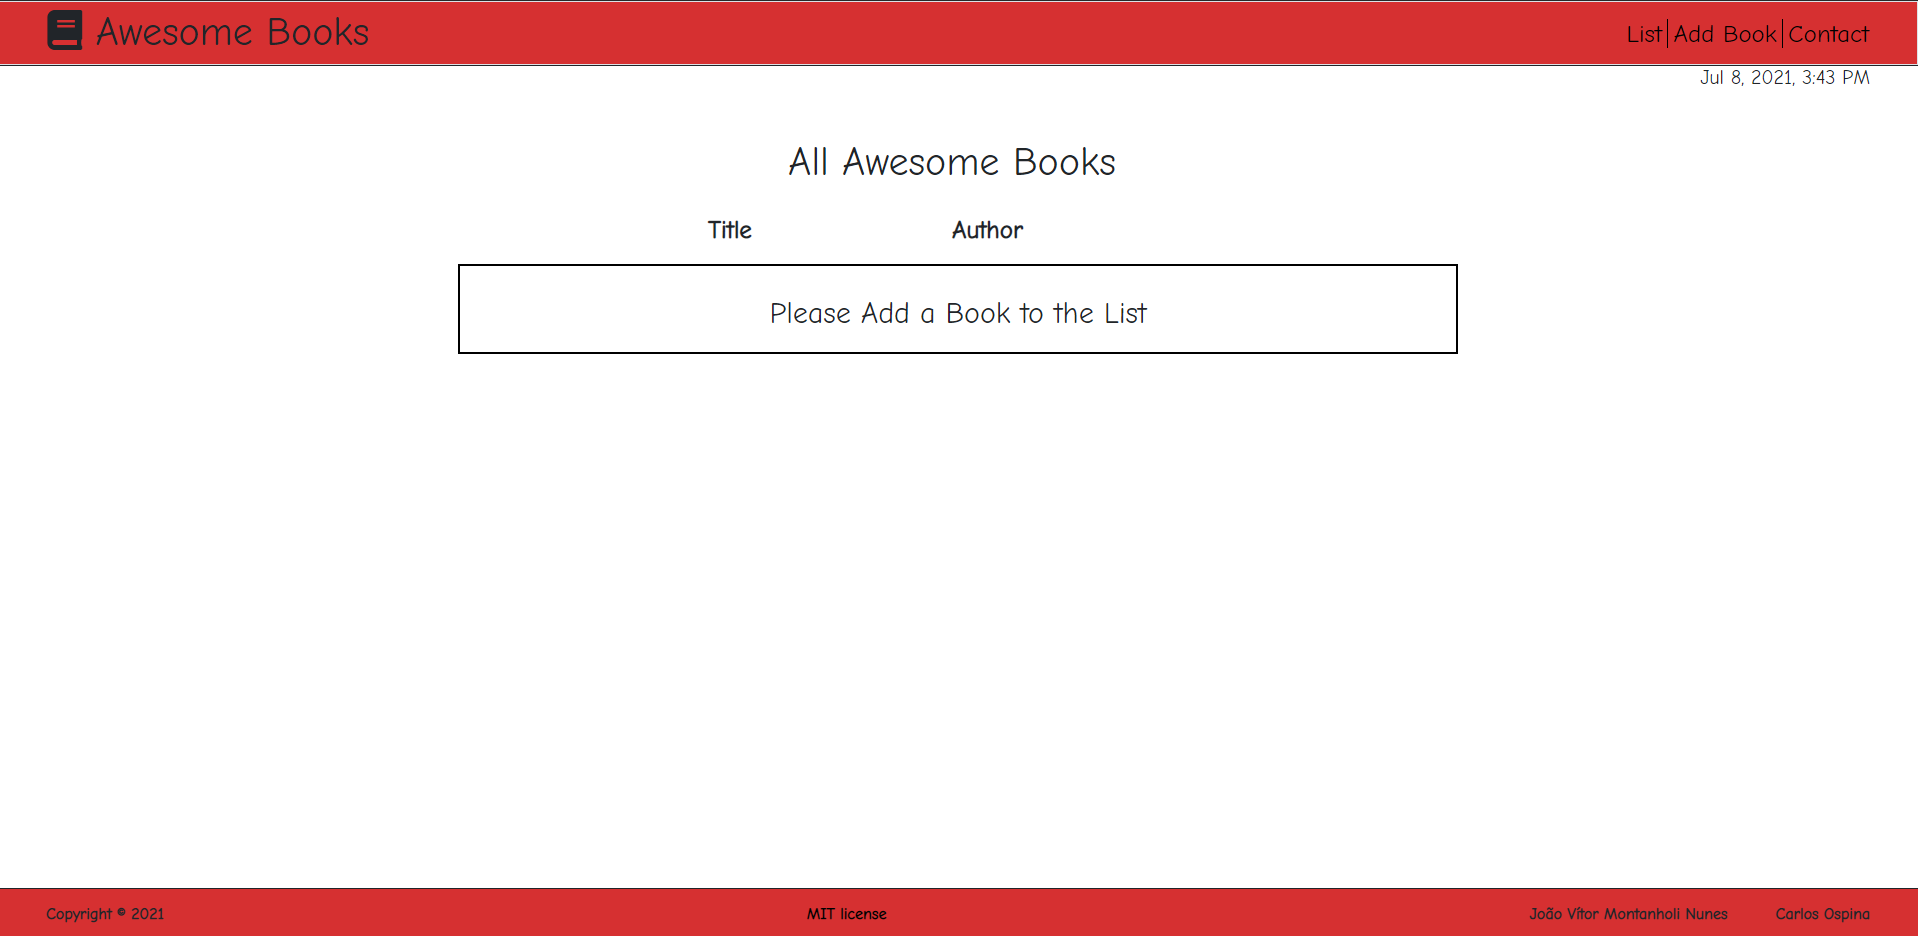 Awesome Books
List Add Book Contact
Jul 8, 2021, 3:43 PM
All Awesome Books
Title Author
Please Add a Book to the List
Copyright © 2021 MIT license João Vítor Montanholi Nunes Carlos Ospina